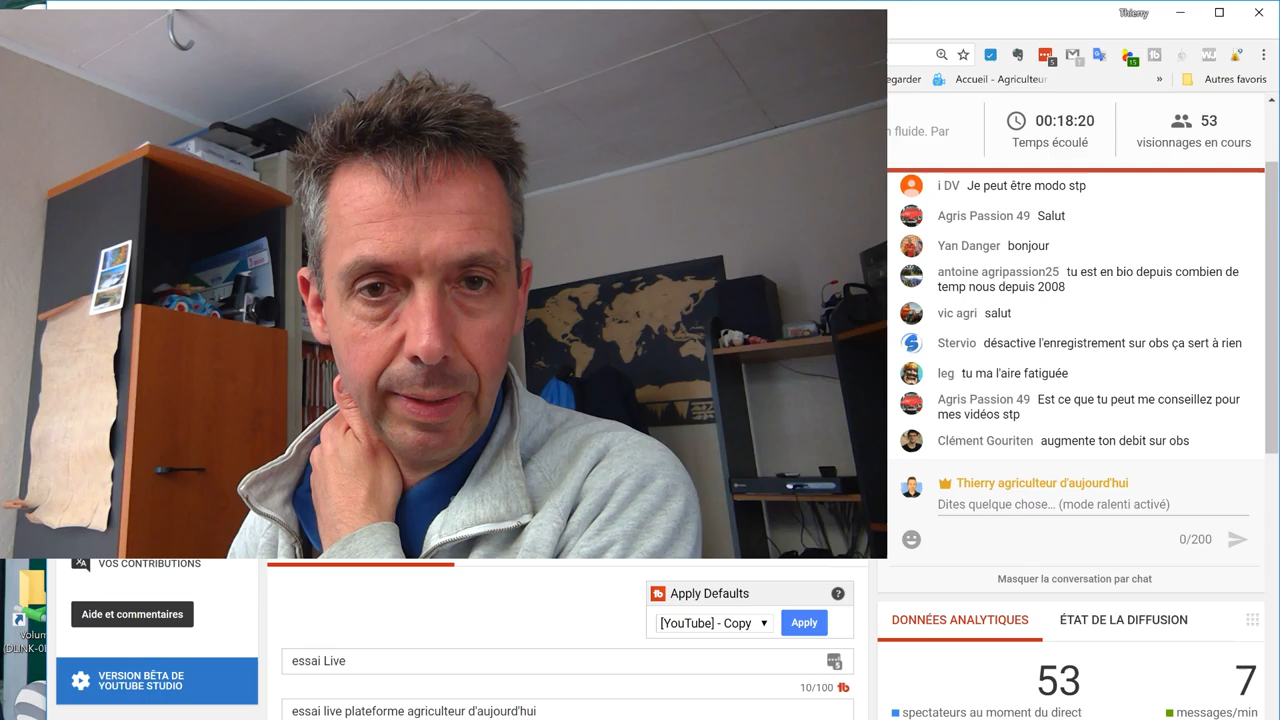 Thierry
egarder
Accueil - Agriculteur
»
Autres favoris
n fluide. Par
00:18:20
Temps écoulé
53
visionnages en cours
i DV Je peut être modo stp
Agris Passion 49 Salut
Yan Danger bonjour
antoine agripassion25 tu est en bio depuis combien de
temp nous depuis 2008
vic agri salut
Stervio désactive l'enregistrement sur obs ça sert à rien
leg tu ma l'aire fatiguée
Agris Passion 49 Est ce que tu peut me conseillez pour
mes vidéos stp
Clément Gouriten augmente ton debit sur obs
Thierry agriculteur d'aujourd'hui
Dites quelque chose... (mode ralenti activé)
0/200
Masquer la conversation par chat
VOS CONTRIBUTIONS
Aide et commentaires
VERSION BÊTA DE
YOUTUBE STUDIO
Apply Defaults
[YouTube] - Copy
Apply
essai Live
10/100
essai live plateforme agriculteur d'aujourd'hui
DONNÉES ANALYTIQUES
ÉTAT DE LA DIFFUSION
53
7
spectateurs au moment du direct
messages/min